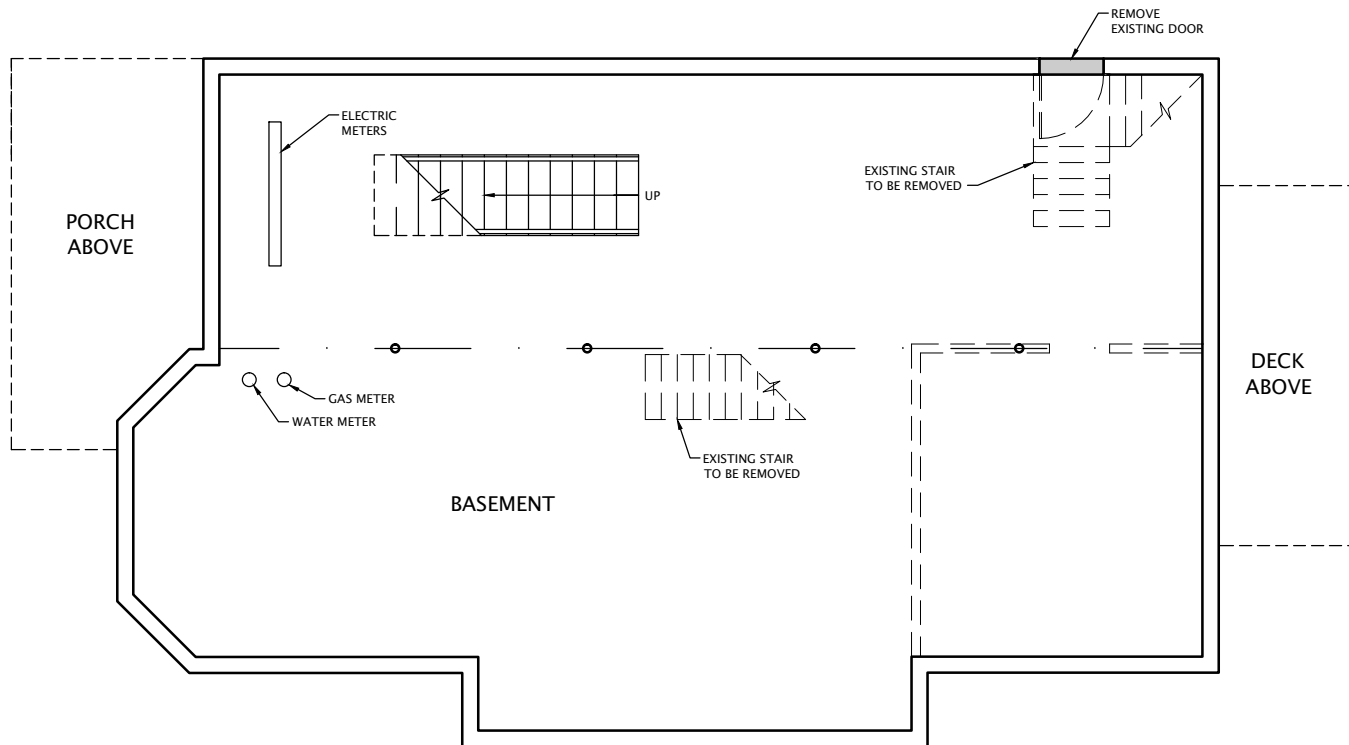 REMOVE
EXISTING DOOR
ELECTRIC
METERS
EXISTING STAIR
TO BE REMOVED
UP
PORCH
ABOVE
DECK
ABOVE
GAS METER
WATER METER
EXISTING STAIR
TO BE REMOVED
BASEMENT